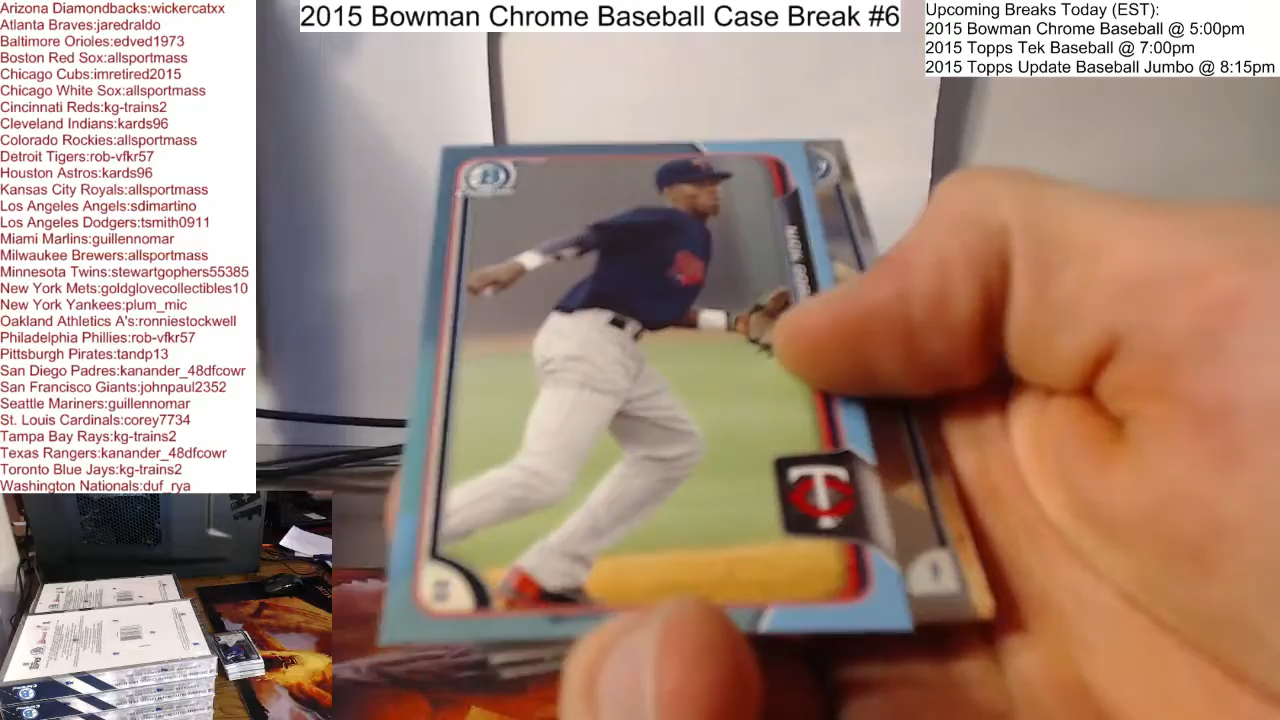 Arizona Diamondbacks:wickercatxx
Atlanta Braves:jaredraldo
Baltimore Orioles:edved1973
Boston Red Sox:allsportmass
Chicago Cubs:imretired2015
Chicago White Sox:allsportmass
Cincinnati Reds:kg-trains2
Cleveland Indians:kards96
Colorado Rockies:allsportmass
Detroit Tigers:rob-vfkr57
Houston Astros:kards96
Kansas City Royals:allsportmass
Los Angeles Angels:sdimartino
Los Angeles Dodgers:tsmith0911
Miami Marlins:guillennomar
Milwaukee Brewers:allsportmass
Minnesota Twins:stewartgophers55385
New York Mets:goldglovecollectibles10
New York Yankees:plum_mic
Oakland Athletics A's:ronniestockwell
Philadelphia Phillies:rob-vfkr57
Pittsburgh Pirates:tandp13
San Diego Padres:kanander_48dfcowr
San Francisco Giants:johnpaul2352
Seattle Mariners:guillennomar
St. Louis Cardinals:corey7734
Tampa Bay Rays:kg-trains2
Texas Rangers:kanander_48dfcowr
Toronto Blue Jays:kg-trains2
Washington Nationals:duf_rya
2015 Bowman Chrome Baseball Case Break #6
Upcoming Breaks Today (EST):
2015 Bowman Chrome Baseball @ 5:00pm
2015 Topps Tek Baseball @ 7:00pm
2015 Topps Update Baseball Jumbo @ 8:15pm
B
NICK
TC